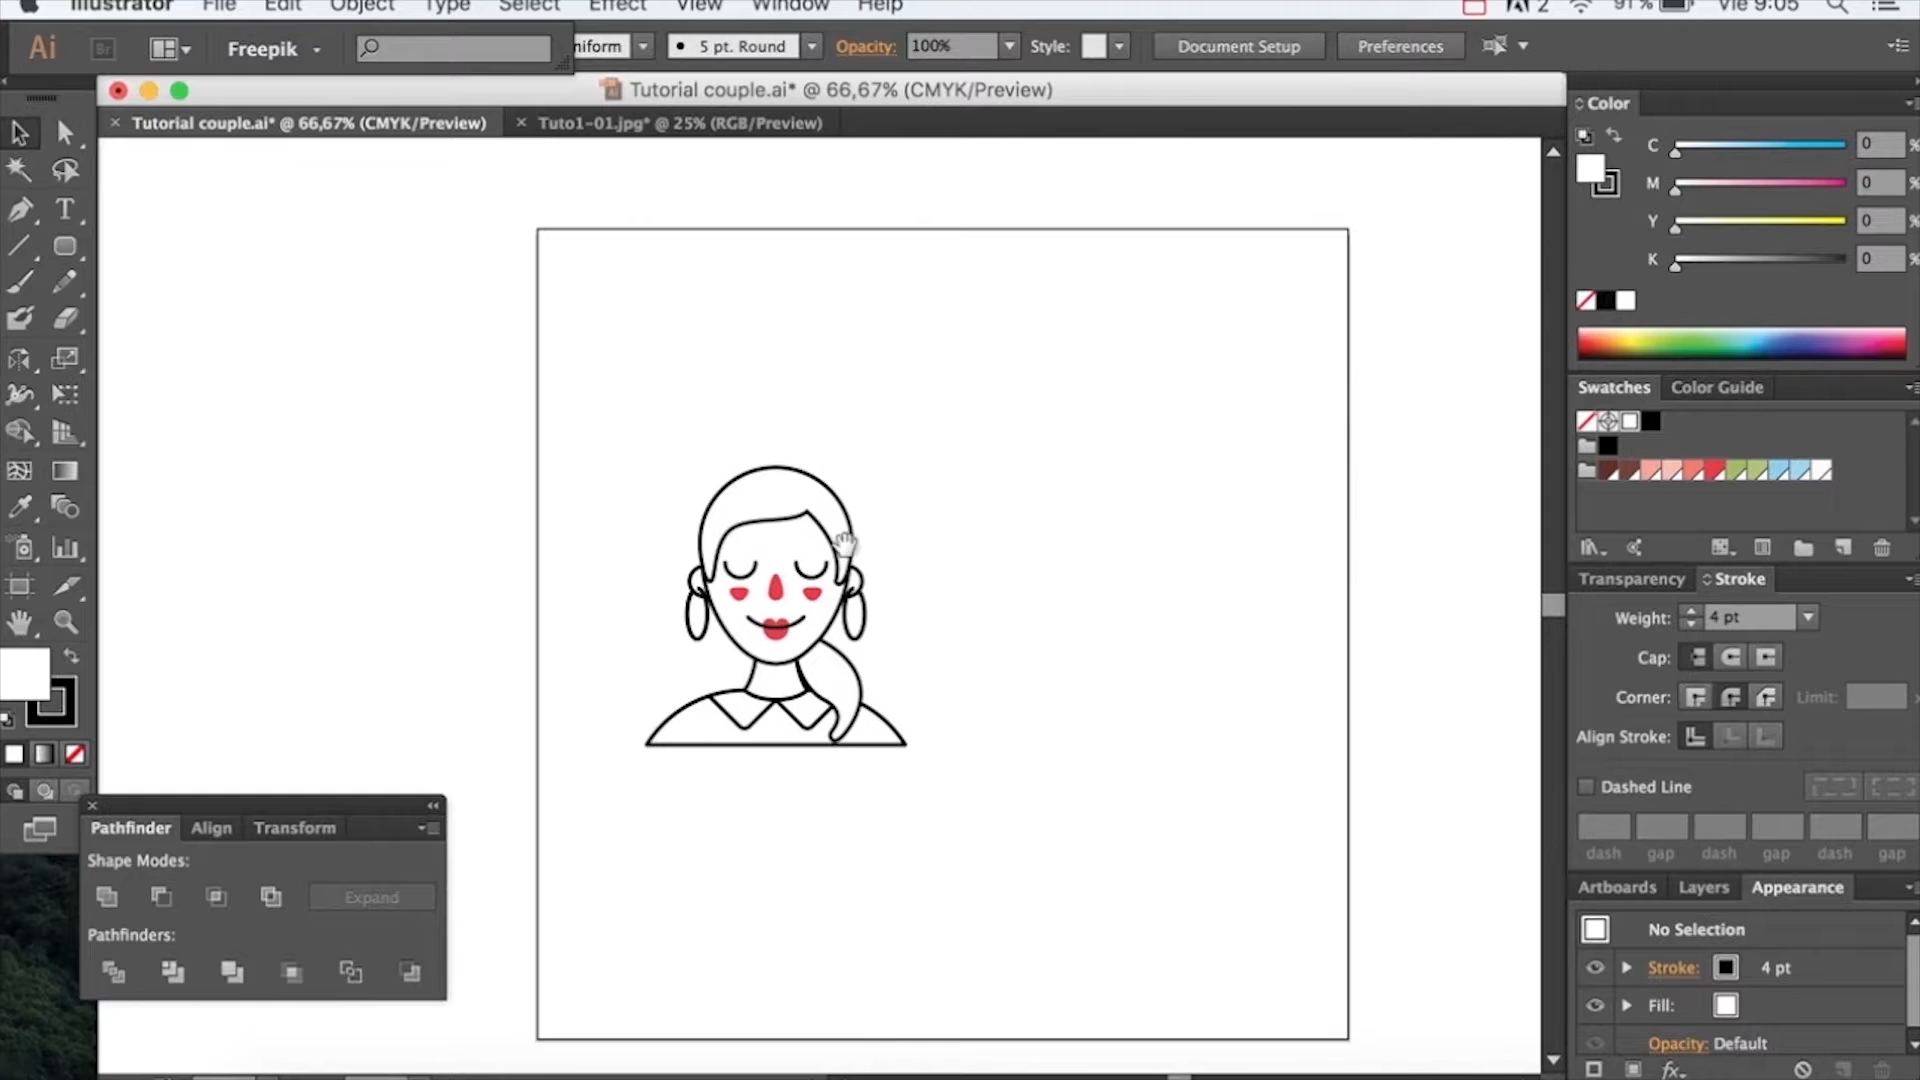 Illustrator File Edit Object Type Select Effect View Window Help 2 91% Vie 9:05
Ai Br Freepik niform 5 pt. Round Opacity: 100% Style: Document Setup Preferences
Tutorial couple.ai* @ 66,67% (CMYK/Preview)
× Tutorial couple.ai* @ 66,67% (CMYK/Preview) × Tuto1-01.jpg* @ 25% (RGB/Preview)
Color
C 0 %
M 0 %
Y 0 %
K 0 %
Swatches Color Guide
Transparency Stroke
Weight: 4 pt
Cap:
Corner: Limit:
Align Stroke:
Dashed Line
dash gap dash gap dash gap
Artboards Layers Appearance
No Selection
Stroke: 4 pt
Fill:
Opacity: Default
fx
Pathfinder Align Transform
Shape Modes:
Expand
Pathfinders: